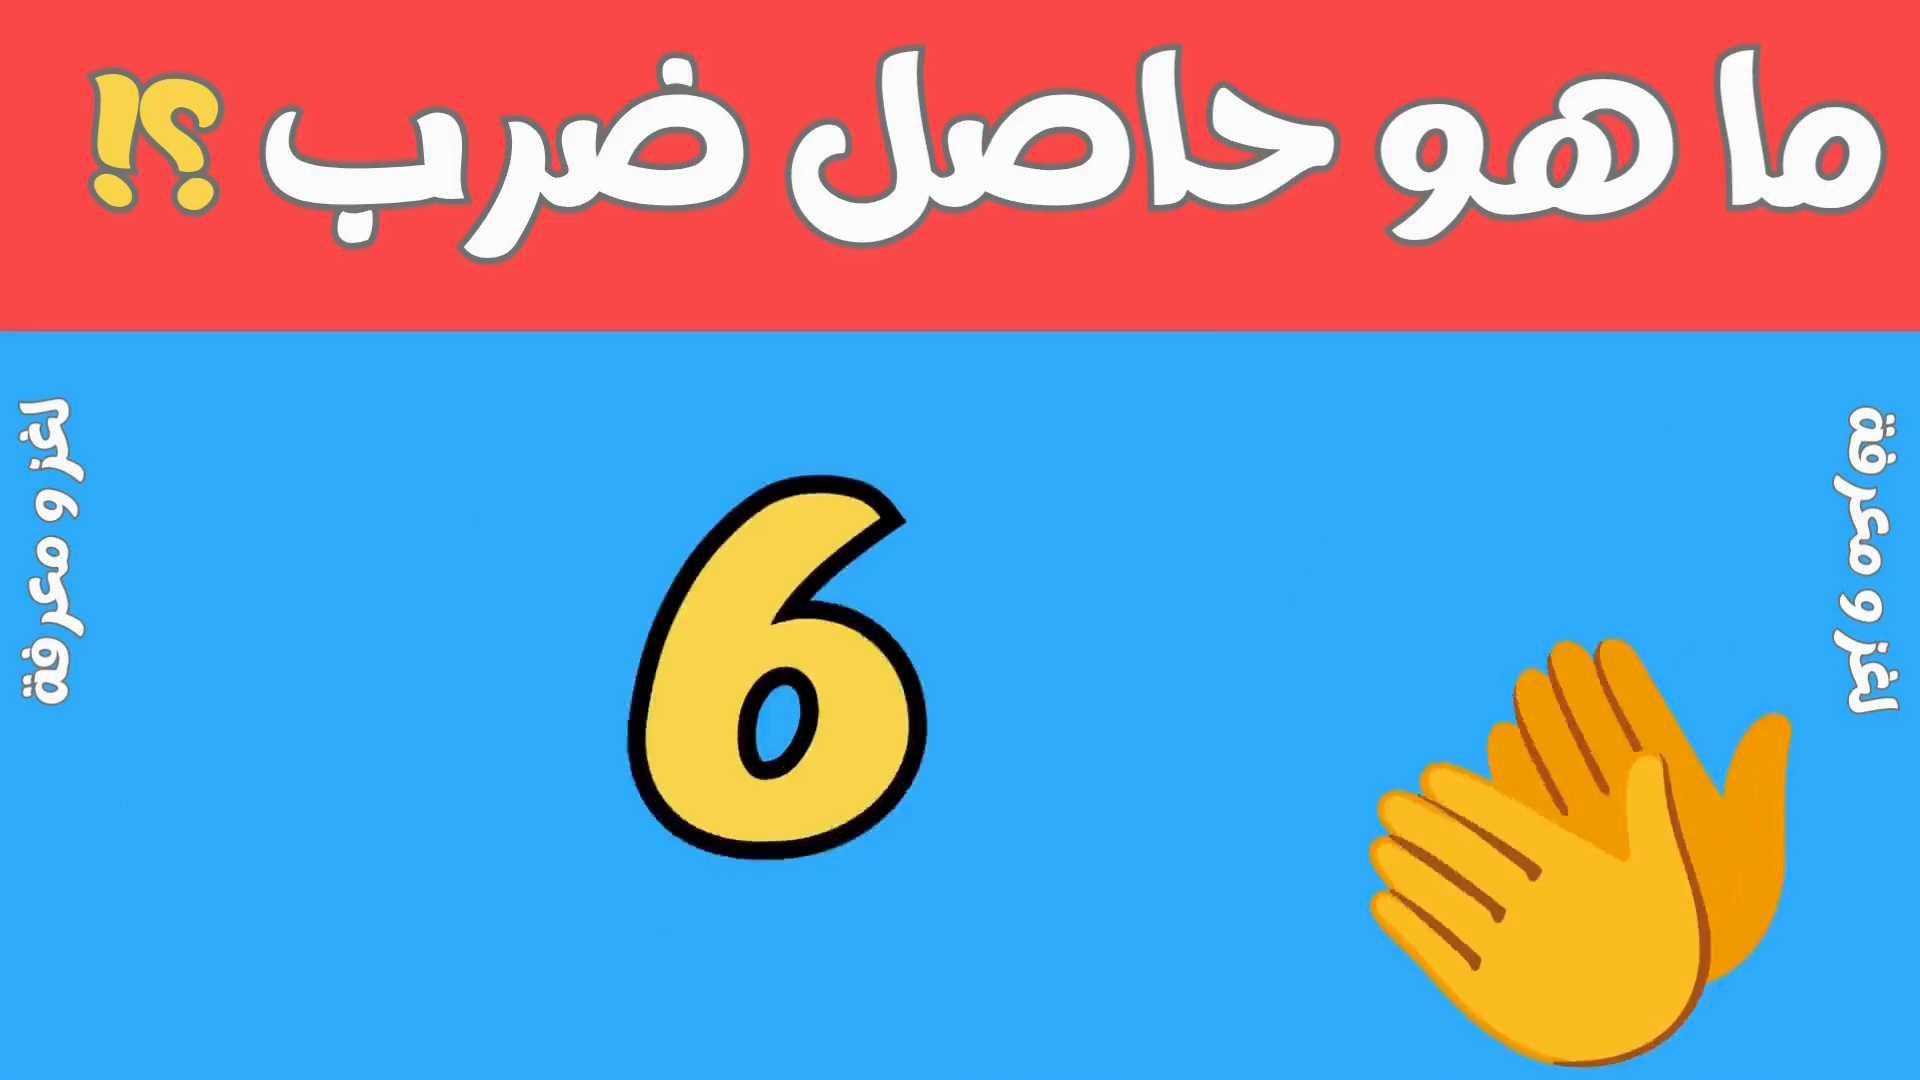 ما هو حاصل ضرب ؟!
لغز و معرفة
6
لغز و معرفة